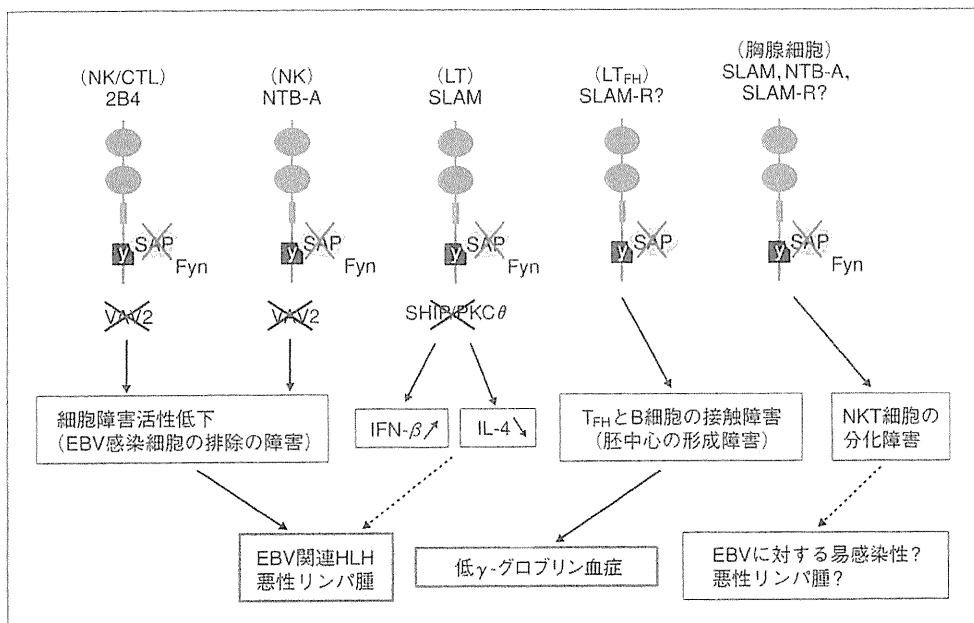 (NK/CTL)
2B4
(NK)
NTB-A
(LT)
SLAM
(LTFH)
SLAM-R?
(胸腺細胞)
SLAM, NTB-A,
SLAM-R?
y SAP
Fyn
y SAP
Fyn
y SAP
Fyn
y SAP
y SAP
Fyn
VAV2
VAV2
SHIP/PKCθ
細胞障害活性低下
(EBV感染細胞の排除の障害)
IFN-β↗
IL-4↘
TFHとB細胞の接触障害
(胚中心の形成障害)
NKT細胞の
分化障害
EBV関連HLH
悪性リンパ腫
低γ-グロブリン血症
EBVに対する易感染性?
悪性リンパ腫?